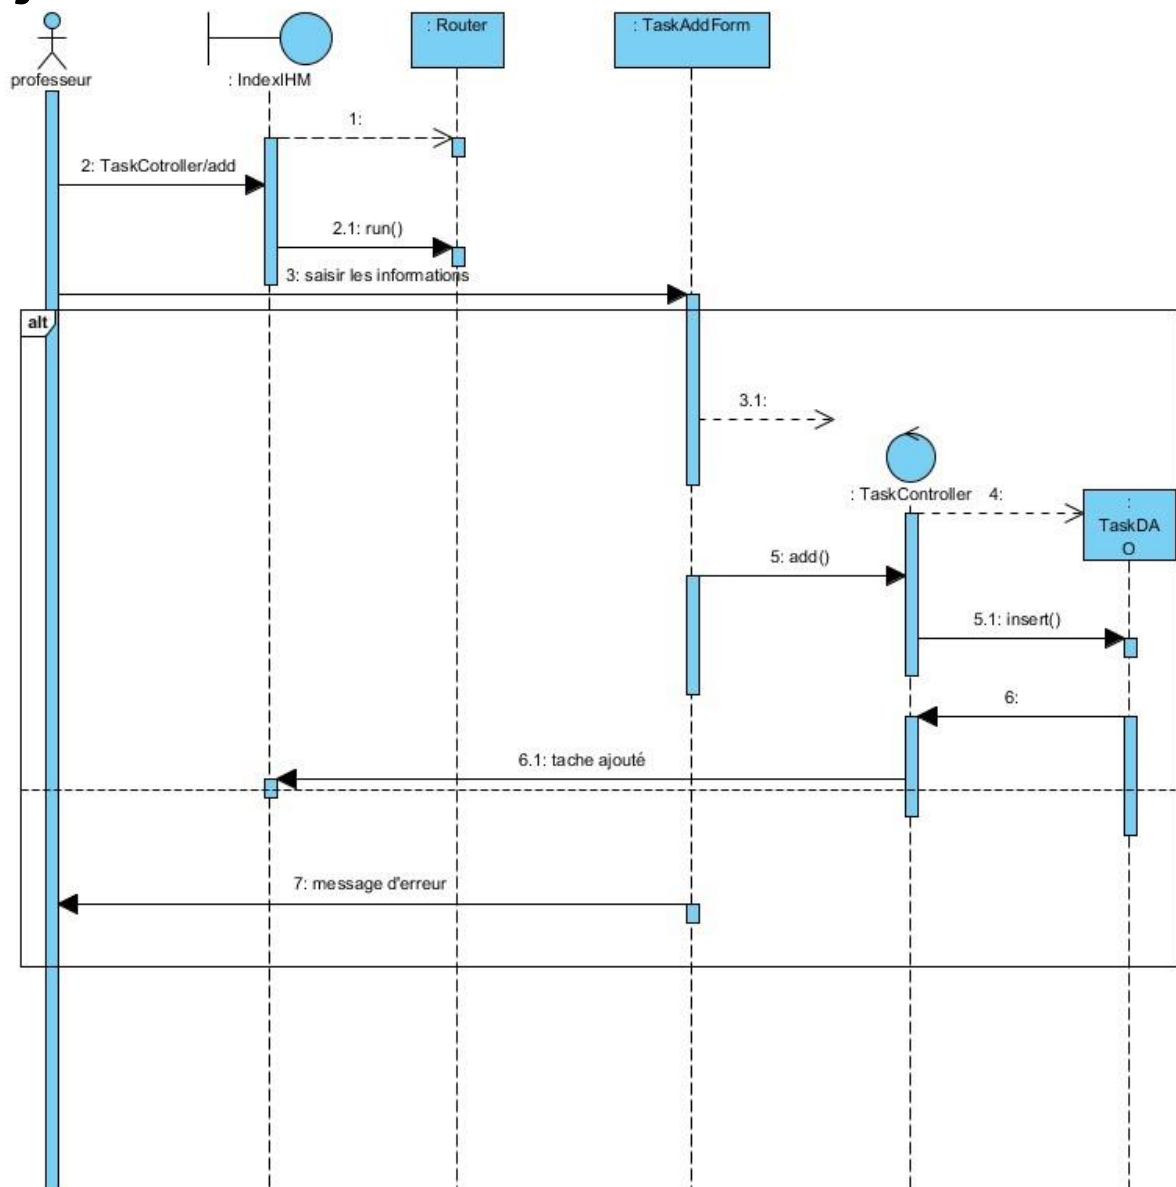 : Router
: TaskAddForm
professeur
: IndexIHM
1:
2: TaskCotroller/add
2.1: run()
3: saisir les informations
alt
3.1:
: TaskController
4:
:
TaskDA
O
5: add()
5.1: insert()
6:
6.1: tache ajouté
7: message d'erreur